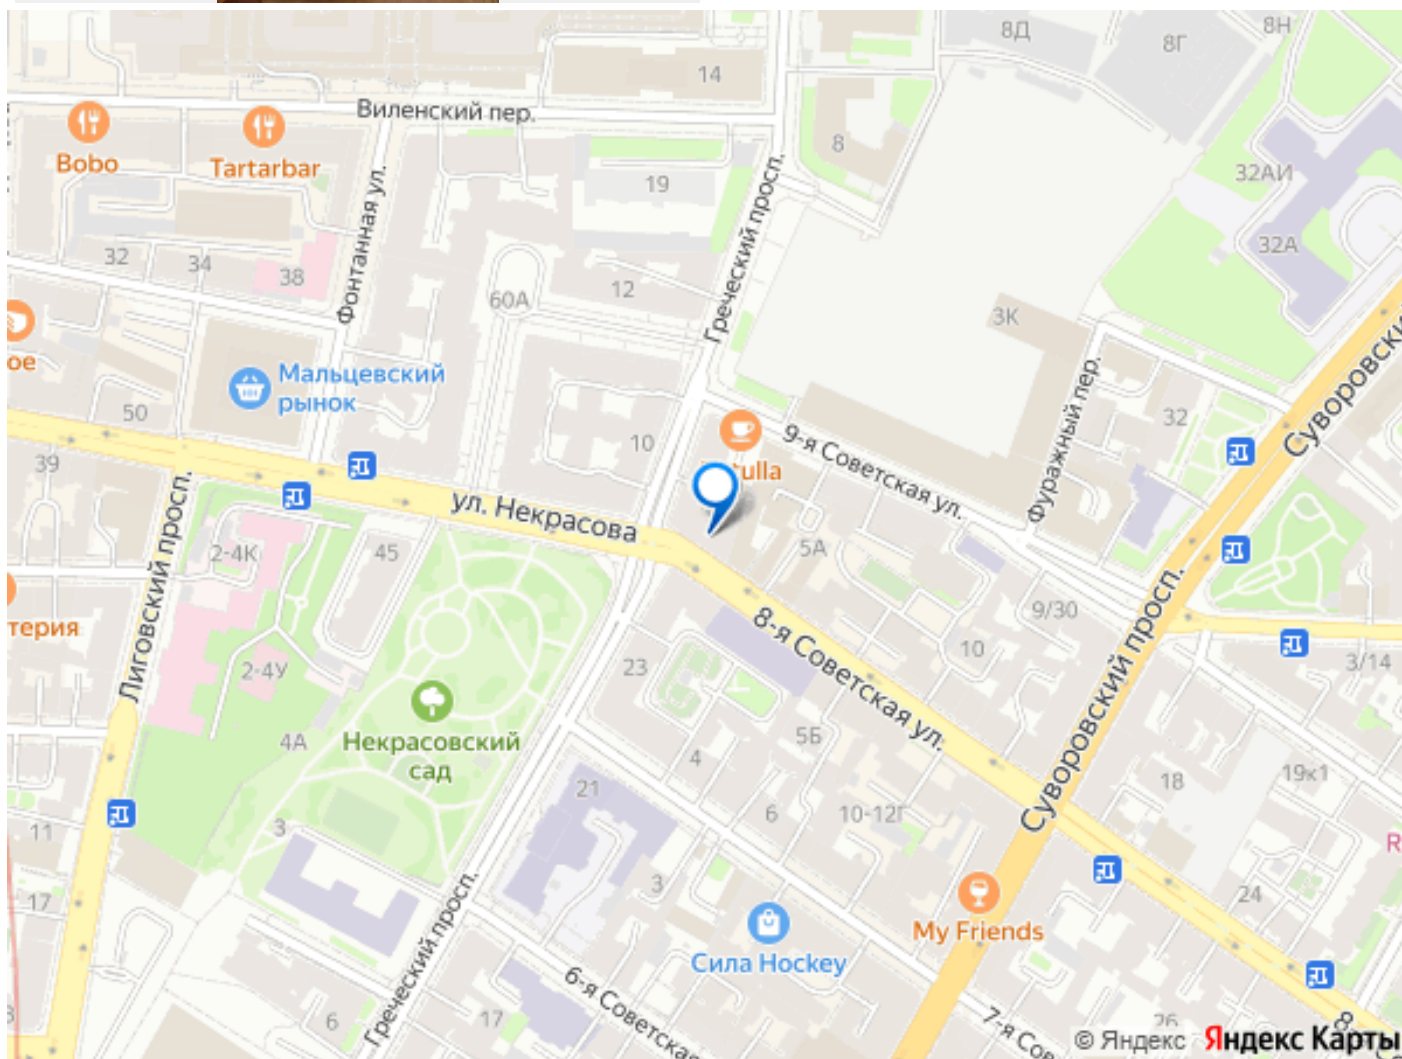 8Д
8Г
8Н
14
Виленский пер.
Bobo
Tartarbar
8
19
32АИ
32А
Фонтанная ул.
Греческий просп.
32
34
38
60А
12
3К
ое
Мальцевский
рынок
50
10
ulla
9-я Советская ул.
Фуражный пер.
32
Суворовски
39
ул. Некрасова
2-4К
45
5А
9/30
10
терия
Лиговский просп.
2-4У
23
8-я Советская ул.
Суворовский просп.
3/14
4А
Некрасовский
сад
4
5Б
18
19к1
21
6
10-12Г
3
11
R
17
3
24
My Friends
Сила Hockey
Греческий просп.
6
17
6-я Советская
7-я Сов
26
8
© Яндекс Яндекс Карты